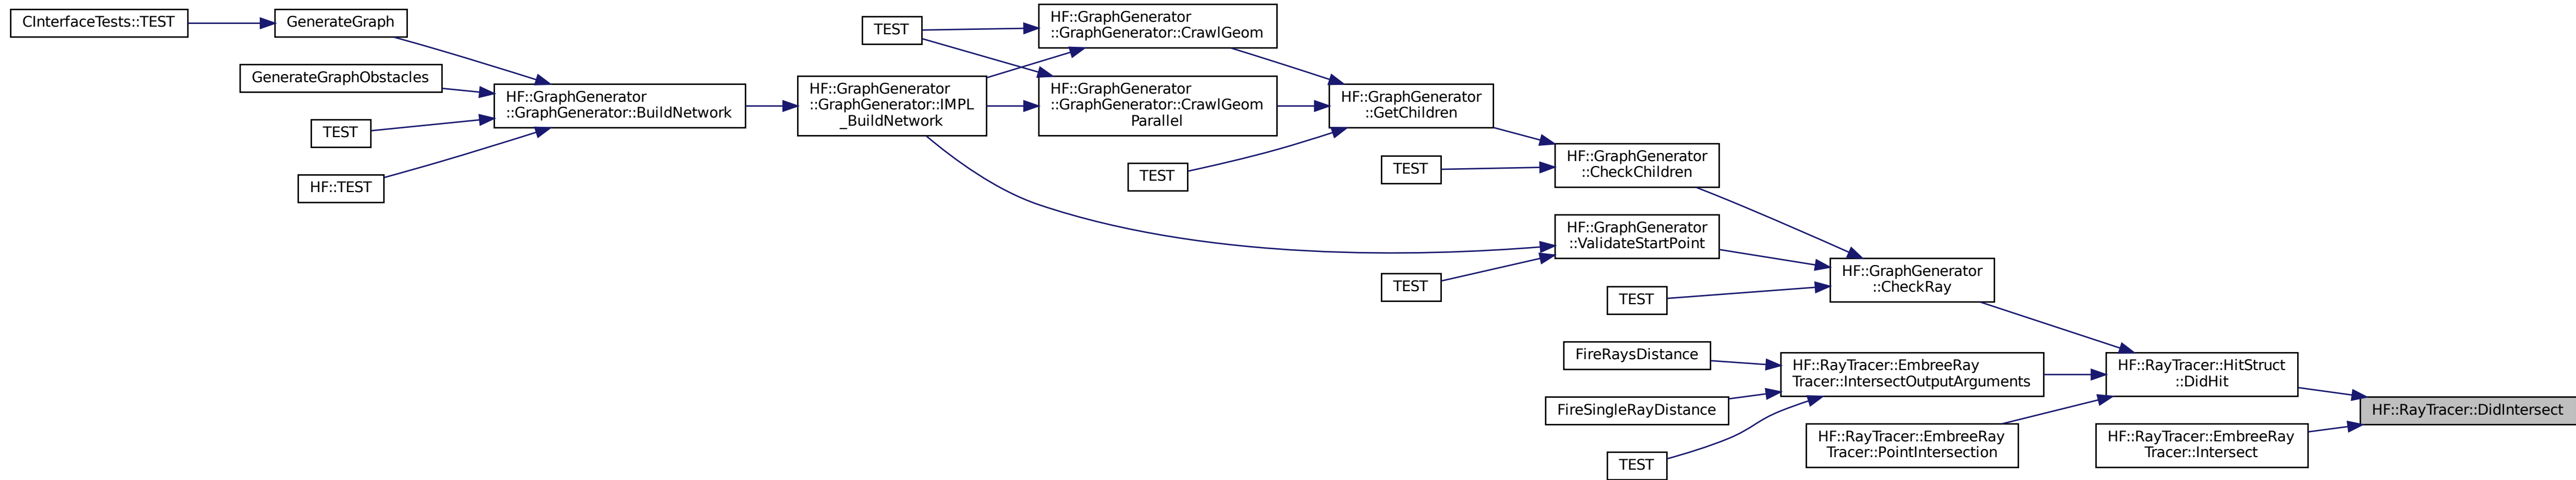 CInterfaceTests::TEST
GenerateGraph
GenerateGraphObstacles
TEST
HF::TEST
HF::GraphGenerator
::GraphGenerator::BuildNetwork
HF::GraphGenerator
::GraphGenerator::IMPL
_BuildNetwork
TEST
HF::GraphGenerator
::GraphGenerator::CrawlGeom
HF::GraphGenerator
::GraphGenerator::CrawlGeom
Parallel
TEST
HF::GraphGenerator
::GetChildren
TEST
HF::GraphGenerator
::CheckChildren
HF::GraphGenerator
::ValidateStartPoint
TEST
TEST
HF::GraphGenerator
::CheckRay
FireRaysDistance
FireSingleRayDistance
TEST
HF::RayTracer::EmbreeRay
Tracer::IntersectOutputArguments
HF::RayTracer::EmbreeRay
Tracer::PointIntersection
HF::RayTracer::HitStruct
::DidHit
HF::RayTracer::EmbreeRay
Tracer::Intersect
HF::RayTracer::DidIntersect